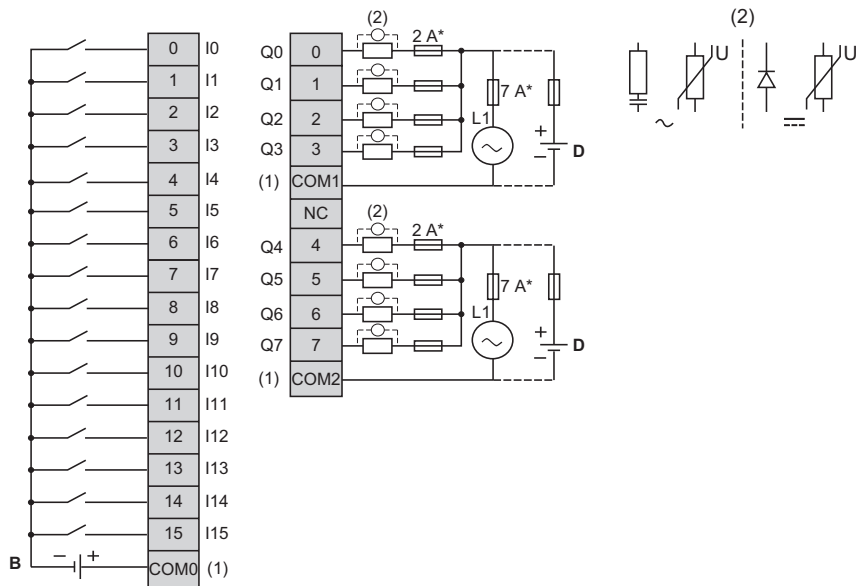 0 I0
1 I1
2 I2
3 I3
4 I4
5 I5
6 I6
7 I7
8 I8
9 I9
10 I10
11 I11
12 I12
13 I13
14 I14
15 I15
B − + COM0 (1)
(2)
Q0 0 2 A*
Q1 1
7 A*
Q2 2
L1
Q3 3
+
− D
(1) COM1
NC
(2)
Q4 4 2 A*
Q5 5
7 A*
Q6 6
L1
Q7 7
+
− D
(1) COM2
(2)
U U